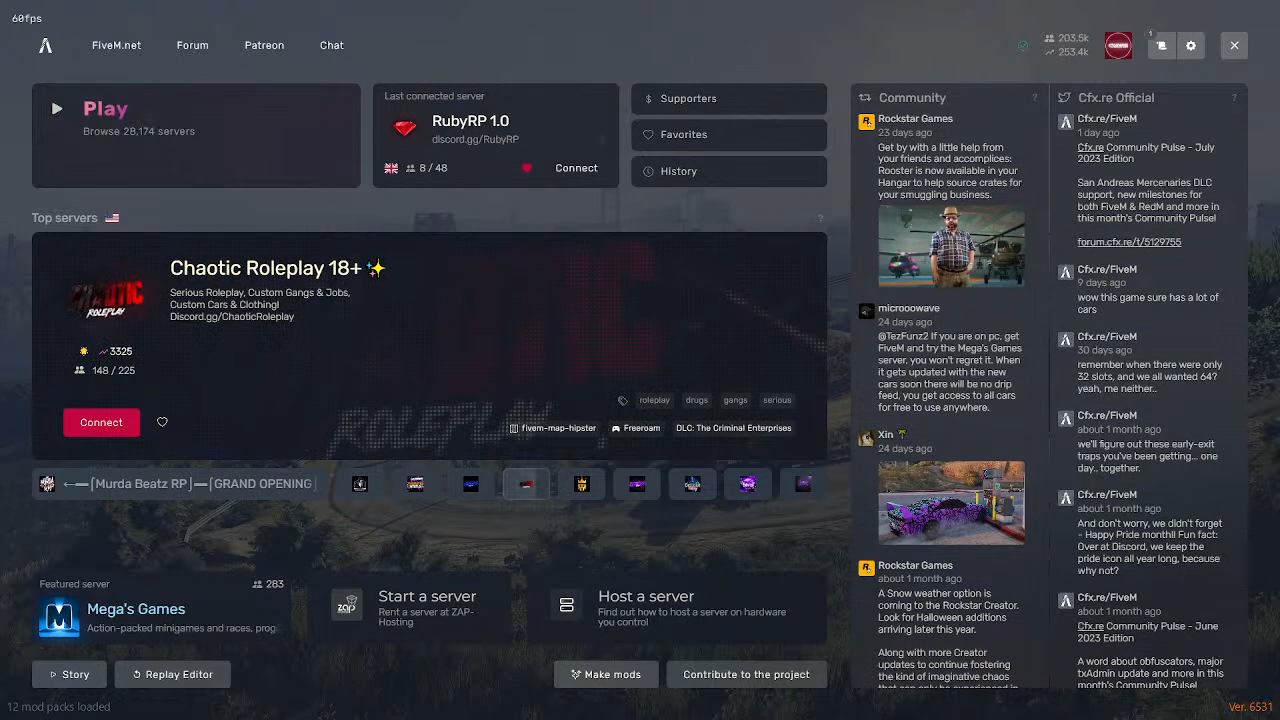 60fps
FiveM.net
Forum
Patreon
Chat
203.5k
253.4k
1
Play
Browse 28,174 servers
Last connected server
RubyRP 1.0
discord.gg/RubyRP
8 / 48
Connect
Supporters
Favorites
History
Top servers
?
CHAOTIC
ROLEPLAY
Chaotic Roleplay 18+✨
Serious Roleplay, Custom Gangs & Jobs,
Custom Cars & Clothing!
Discord.gg/ChaoticRoleplay
3325
148 / 225
Connect
ROLEPLAY
roleplay
drugs
gangs
serious
fivem-map-hipster
Freeroam
DLC: The Criminal Enterprises
⟵─⌠Murda Beatz RP⌡─⌠GRAND OPENING⌡
Featured server
283
Mega's Games
Action-packed minigames and races, prog
ZAP
Start a server
Rent a server at ZAP-
Hosting
Host a server
Find out how to host a server on hardware
you control
Story
Replay Editor
Make mods
Contribute to the project
12 mod packs loaded
Community
?
Rockstar Games
23 days ago
Get by with a little help from
your friends and accomplices:
Rooster is now available in your
Hangar to help source crates for
your smuggling business.
microoowave
24 days ago
@TezFunz2 If you are on pc, get
FiveM and try the Mega's Games
server, you won't regret it. When
it gets updated with the new
cars soon there will be no drip
feed, you get access to all cars
for free to use anywhere.
Xin 🌴
24 days ago
Rockstar Games
about 1 month ago
A Snow weather option is
coming to the Rockstar Creator.
Look for Halloween additions
arriving later this year.
Along with more Creator
updates to continue fostering
the kind of imaginative chaos
that can only be experienced in
Cfx.re Official
?
Cfx.re/FiveM
1 day ago
Cfx.re Community Pulse - July
2023 Edition
San Andreas Mercenaries DLC
support, new milestones for
both FiveM & RedM and more in
this month's Community Pulse!
forum.cfx.re/t/5129755
Cfx.re/FiveM
9 days ago
wow this game sure has a lot of
cars
Cfx.re/FiveM
30 days ago
remember when there were only
32 slots, and we all wanted 64?
yeah, me neither..
Cfx.re/FiveM
about 1 month ago
we'll figure out these early-exit
traps you've been getting... one
day.. together.
Cfx.re/FiveM
about 1 month ago
And don't worry, we didn't forget
- Happy Pride month!! Fun fact:
Over at Discord, we keep the
pride icon all year long, because
why not?
Cfx.re/FiveM
about 1 month ago
Cfx.re Community Pulse - June
2023 Edition
A word about obfuscators, major
txAdmin update and more in this
month's Community Pulse!
Ver. 6531